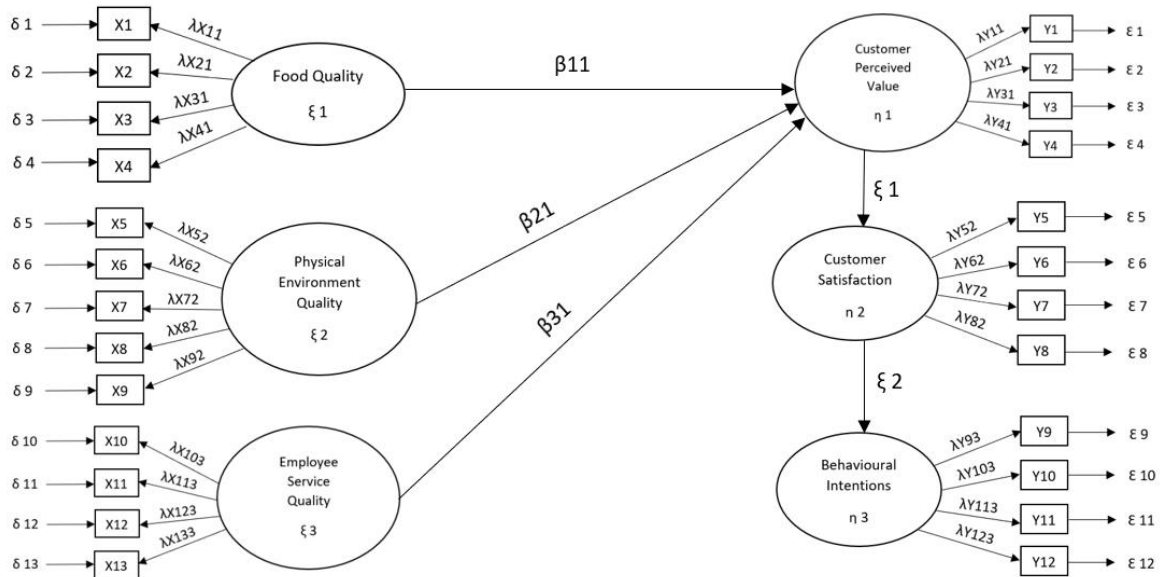 δ 1
X1
λX11
δ 2
X2
λX21
δ 3
X3
λX31
δ 4
X4
λX41
Food Quality
ξ 1
β11
δ 5
X5
λX52
δ 6
X6
λX62
δ 7
X7
λX72
δ 8
X8
λX82
δ 9
X9
λX92
Physical
Environment
Quality
ξ 2
β21
δ 10
X10
λX103
δ 11
X11
λX113
δ 12
X12
λX123
δ 13
X13
λX133
Employee
Service
Quality
ξ 3
β31
Customer
Perceived
Value
η 1
λY11
Y1
ε 1
λY21
Y2
ε 2
λY31
Y3
ε 3
λY41
Y4
ε 4
ξ 1
Customer
Satisfaction
η 2
λY52
Y5
ε 5
λY62
Y6
ε 6
λY72
Y7
ε 7
λY82
Y8
ε 8
ξ 2
Behavioural
Intentions
η 3
λY93
Y9
ε 9
λY103
Y10
ε 10
λY113
Y11
ε 11
λY123
Y12
ε 12